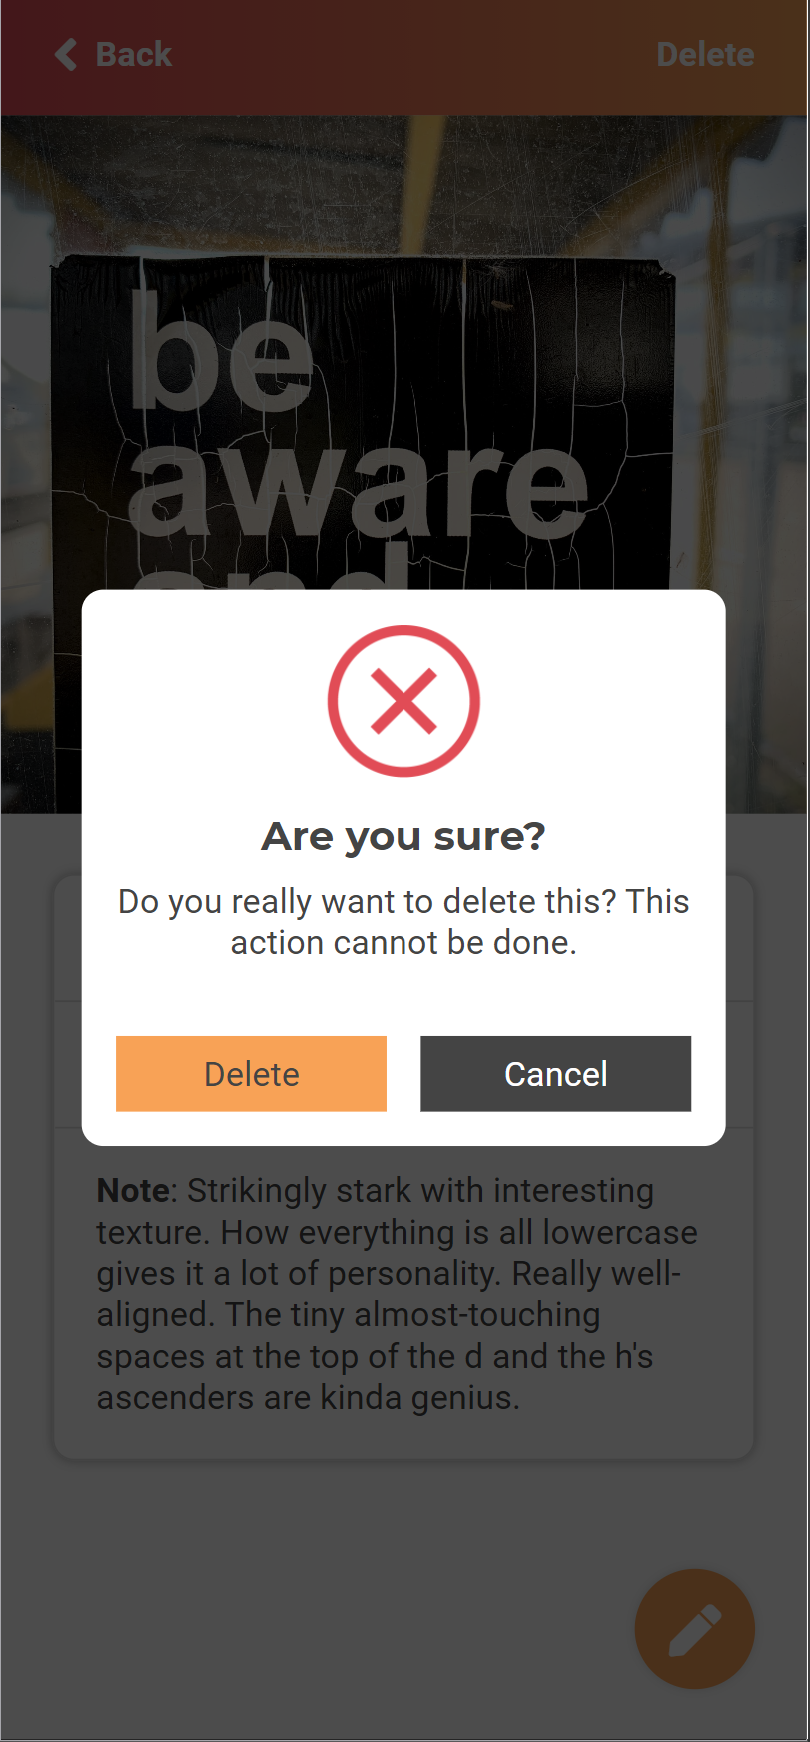 Back
Delete
be
aware
and
Are you sure?
Do you really want to delete this? This
action cannot be done.
Delete
Cancel
Note: Strikingly stark with interesting
texture. How everything is all lowercase
gives it a lot of personality. Really well-
aligned. The tiny almost-touching
spaces at the top of the d and the h's
ascenders are kinda genius.